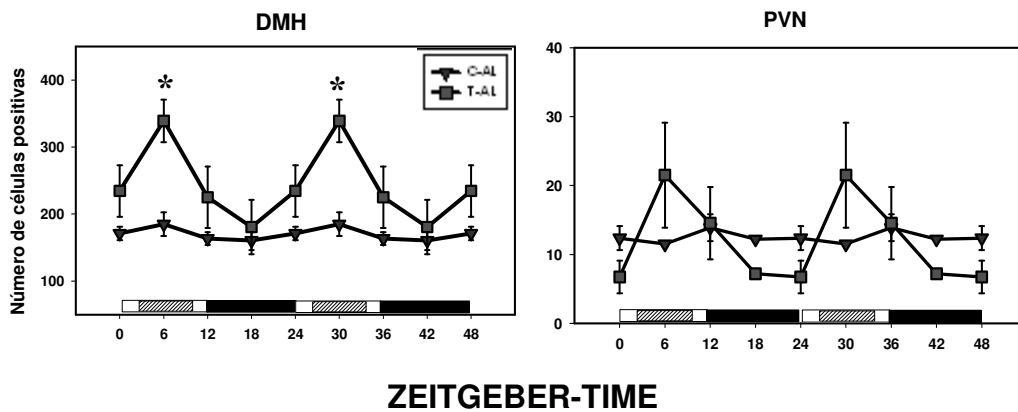 DMH
PVN
Número de células positivas
400
300
200
100
*
*
C-AL
T-AL
0 6 12 18 24 30 36 42 48
40
30
20
10
0
0 6 12 18 24 30 36 42 48
ZEITGEBER-TIME